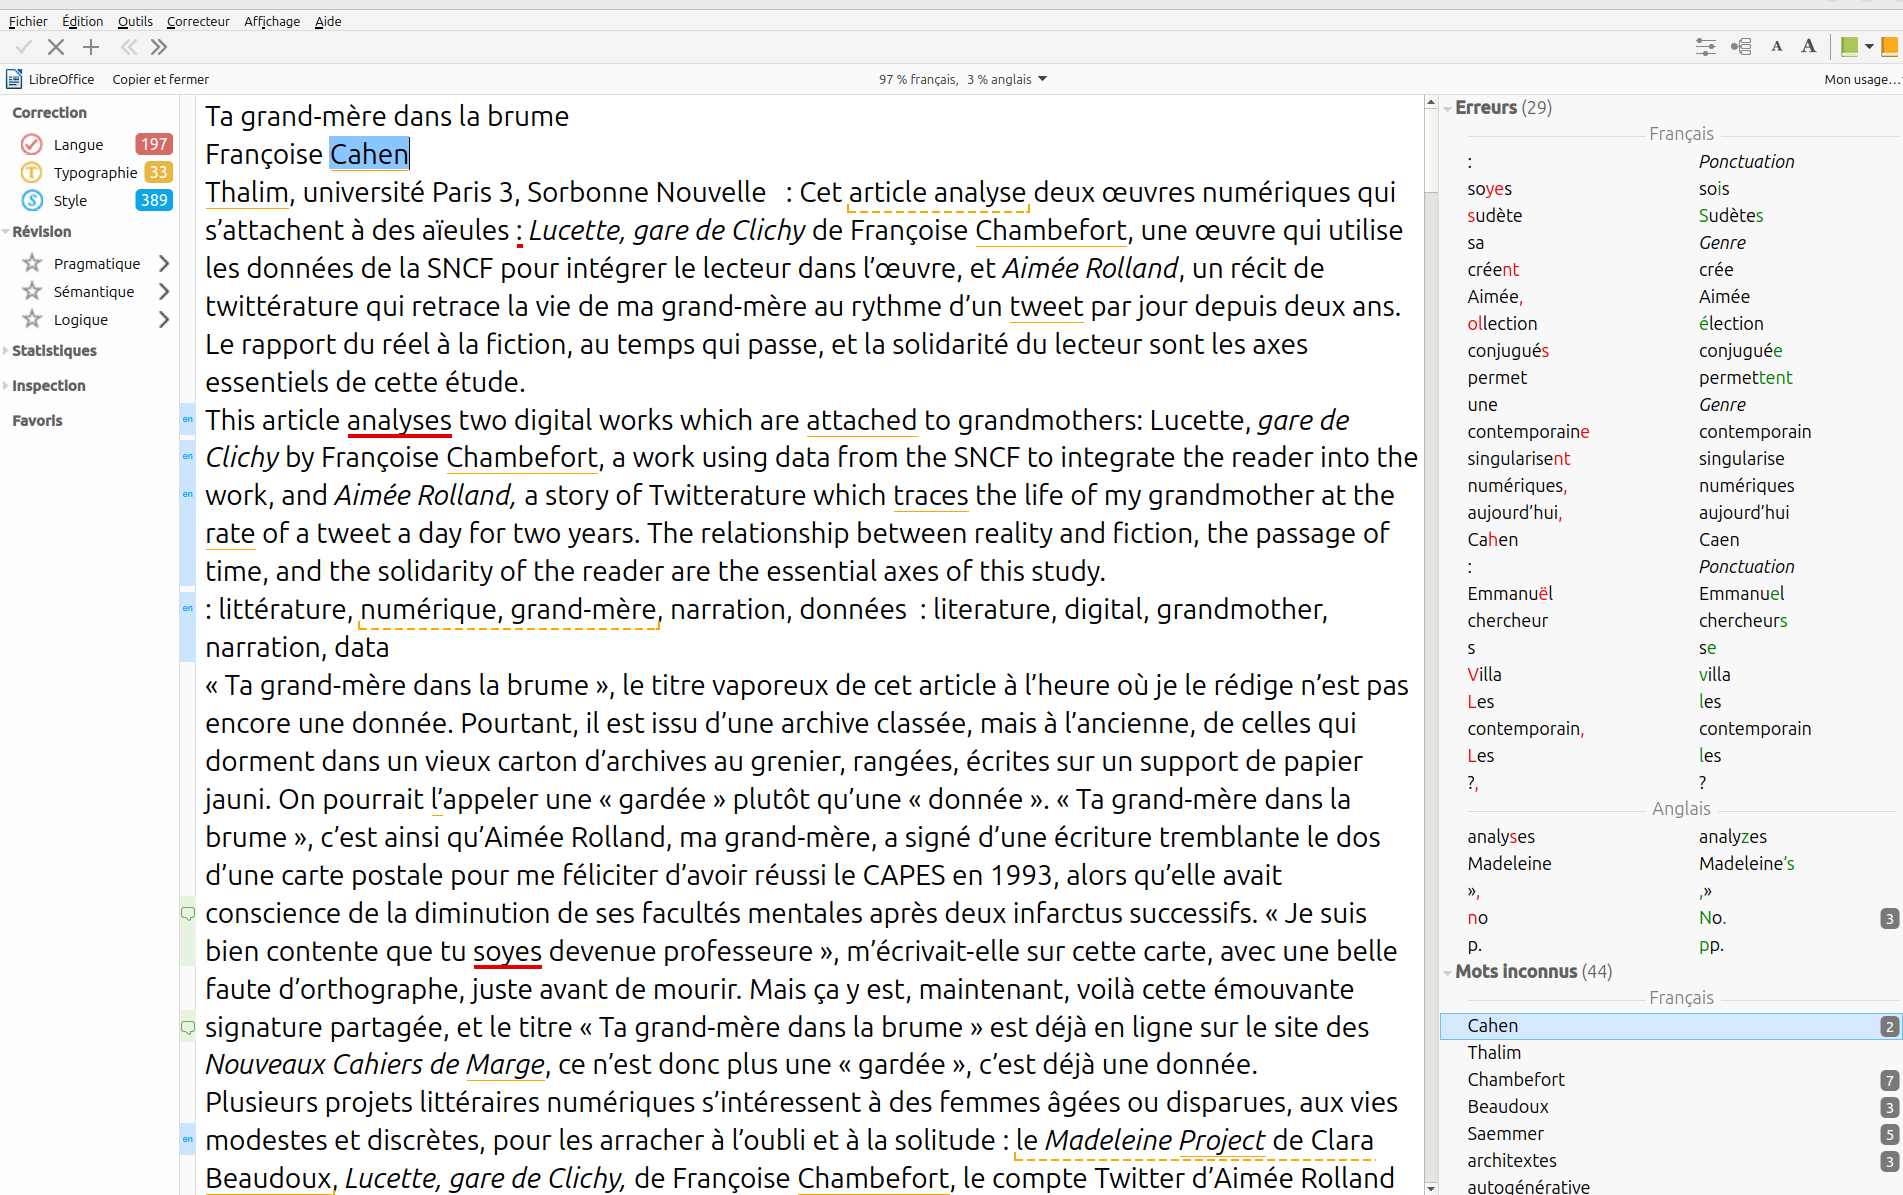 Fichier Édition Outils Correcteur Affichage Aide
A A
LibreOffice Copier et fermer 97 % français, 3 % anglais Mon usage…
Correction
Langue 197
Typographie 33
Style 389
Révision
Pragmatique
Sémantique
Logique
Statistiques
Inspection
Favoris
Ta grand-mère dans la brume
Françoise Cahen
Thalim, université Paris 3, Sorbonne Nouvelle : Cet article analyse deux œuvres numériques qui
s’attachent à des aïeules : Lucette, gare de Clichy de Françoise Chambefort, une œuvre qui utilise
les données de la SNCF pour intégrer le lecteur dans l’œuvre, et Aimée Rolland, un récit de
twittérature qui retrace la vie de ma grand-mère au rythme d’un tweet par jour depuis deux ans.
Le rapport du réel à la fiction, au temps qui passe, et la solidarité du lecteur sont les axes
essentiels de cette étude.
en This article analyses two digital works which are attached to grandmothers: Lucette, gare de
en Clichy by Françoise Chambefort, a work using data from the SNCF to integrate the reader into the
en work, and Aimée Rolland, a story of Twitterature which traces the life of my grandmother at the
rate of a tweet a day for two years. The relationship between reality and fiction, the passage of
time, and the solidarity of the reader are the essential axes of this study.
en : littérature, numérique, grand-mère, narration, données : literature, digital, grandmother,
narration, data
« Ta grand-mère dans la brume », le titre vaporeux de cet article à l’heure où je le rédige n’est pas
encore une donnée. Pourtant, il est issu d’une archive classée, mais à l’ancienne, de celles qui
dorment dans un vieux carton d’archives au grenier, rangées, écrites sur un support de papier
jauni. On pourrait l’appeler une « gardée » plutôt qu’une « donnée ». « Ta grand-mère dans la
brume », c’est ainsi qu’Aimée Rolland, ma grand-mère, a signé d’une écriture tremblante le dos
d’une carte postale pour me féliciter d’avoir réussi le CAPES en 1993, alors qu’elle avait
conscience de la diminution de ses facultés mentales après deux infarctus successifs. « Je suis
bien contente que tu soyes devenue professeure », m’écrivait-elle sur cette carte, avec une belle
faute d’orthographe, juste avant de mourir. Mais ça y est, maintenant, voilà cette émouvante
signature partagée, et le titre « Ta grand-mère dans la brume » est déjà en ligne sur le site des
Nouveaux Cahiers de Marge, ce n’est donc plus une « gardée », c’est déjà une donnée.
Plusieurs projets littéraires numériques s’intéressent à des femmes âgées ou disparues, aux vies
en modestes et discrètes, pour les arracher à l’oubli et à la solitude : le Madeleine Project de Clara
Beaudoux, Lucette, gare de Clichy, de Françoise Chambefort, le compte Twitter d’Aimée Rolland
Erreurs (29)
Français
: Ponctuation
soyes sois
sudète Sudètes
sa Genre
créent crée
Aimée, Aimée
ollection élection
conjugués conjuguée
permet permettent
une Genre
contemporaine contemporain
singularisent singularise
numériques, numériques
aujourd’hui, aujourd’hui
Cahen Caen
: Ponctuation
Emmanuël Emmanuel
chercheur chercheurs
s se
Villa villa
Les les
contemporain, contemporain
Les les
?, ?
Anglais
analyses analyzes
Madeleine Madeleine’s
», ,»
no No. 3
p. pp.
Mots inconnus (44)
Français
Cahen 2
Thalim
Chambefort 7
Beaudoux 3
Saemmer 5
architextes 3
autogénérative